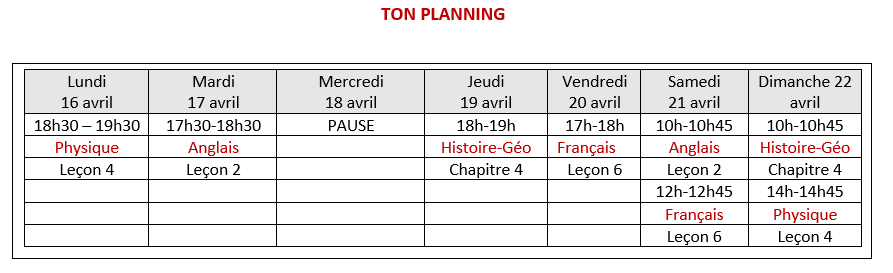 TON PLANNING
Lundi Mardi Mercredi Jeudi Vendredi Samedi Dimanche 22
16 avril 17 avril 18 avril 19 avril 20 avril 21 avril avril
18h30 – 19h30 17h30-18h30 PAUSE 18h-19h 17h-18h 10h-10h45 10h-10h45
Physique Anglais Histoire-Géo Français Anglais Histoire-Géo
Leçon 4 Leçon 2 Chapitre 4 Leçon 6 Leçon 2 Chapitre 4
12h-12h45 14h-14h45
Français Physique
Leçon 6 Leçon 4